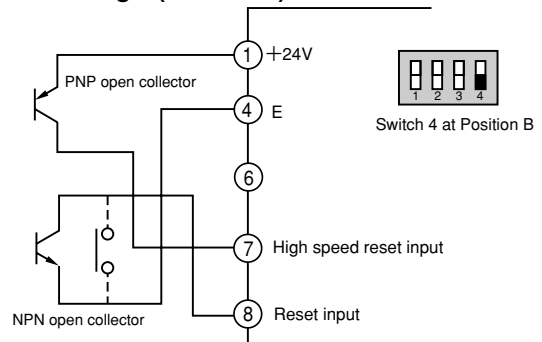 1 +24V
PNP open collector
4 E
1 2 3 4
Switch 4 at Position B
6
7 High speed reset input
8 Reset input
NPN open collector